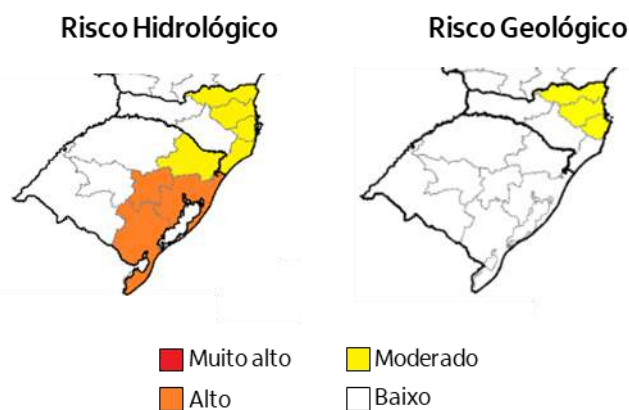 Risco Hidrológico
Risco Geológico
Muito alto
Moderado
Alto
Baixo